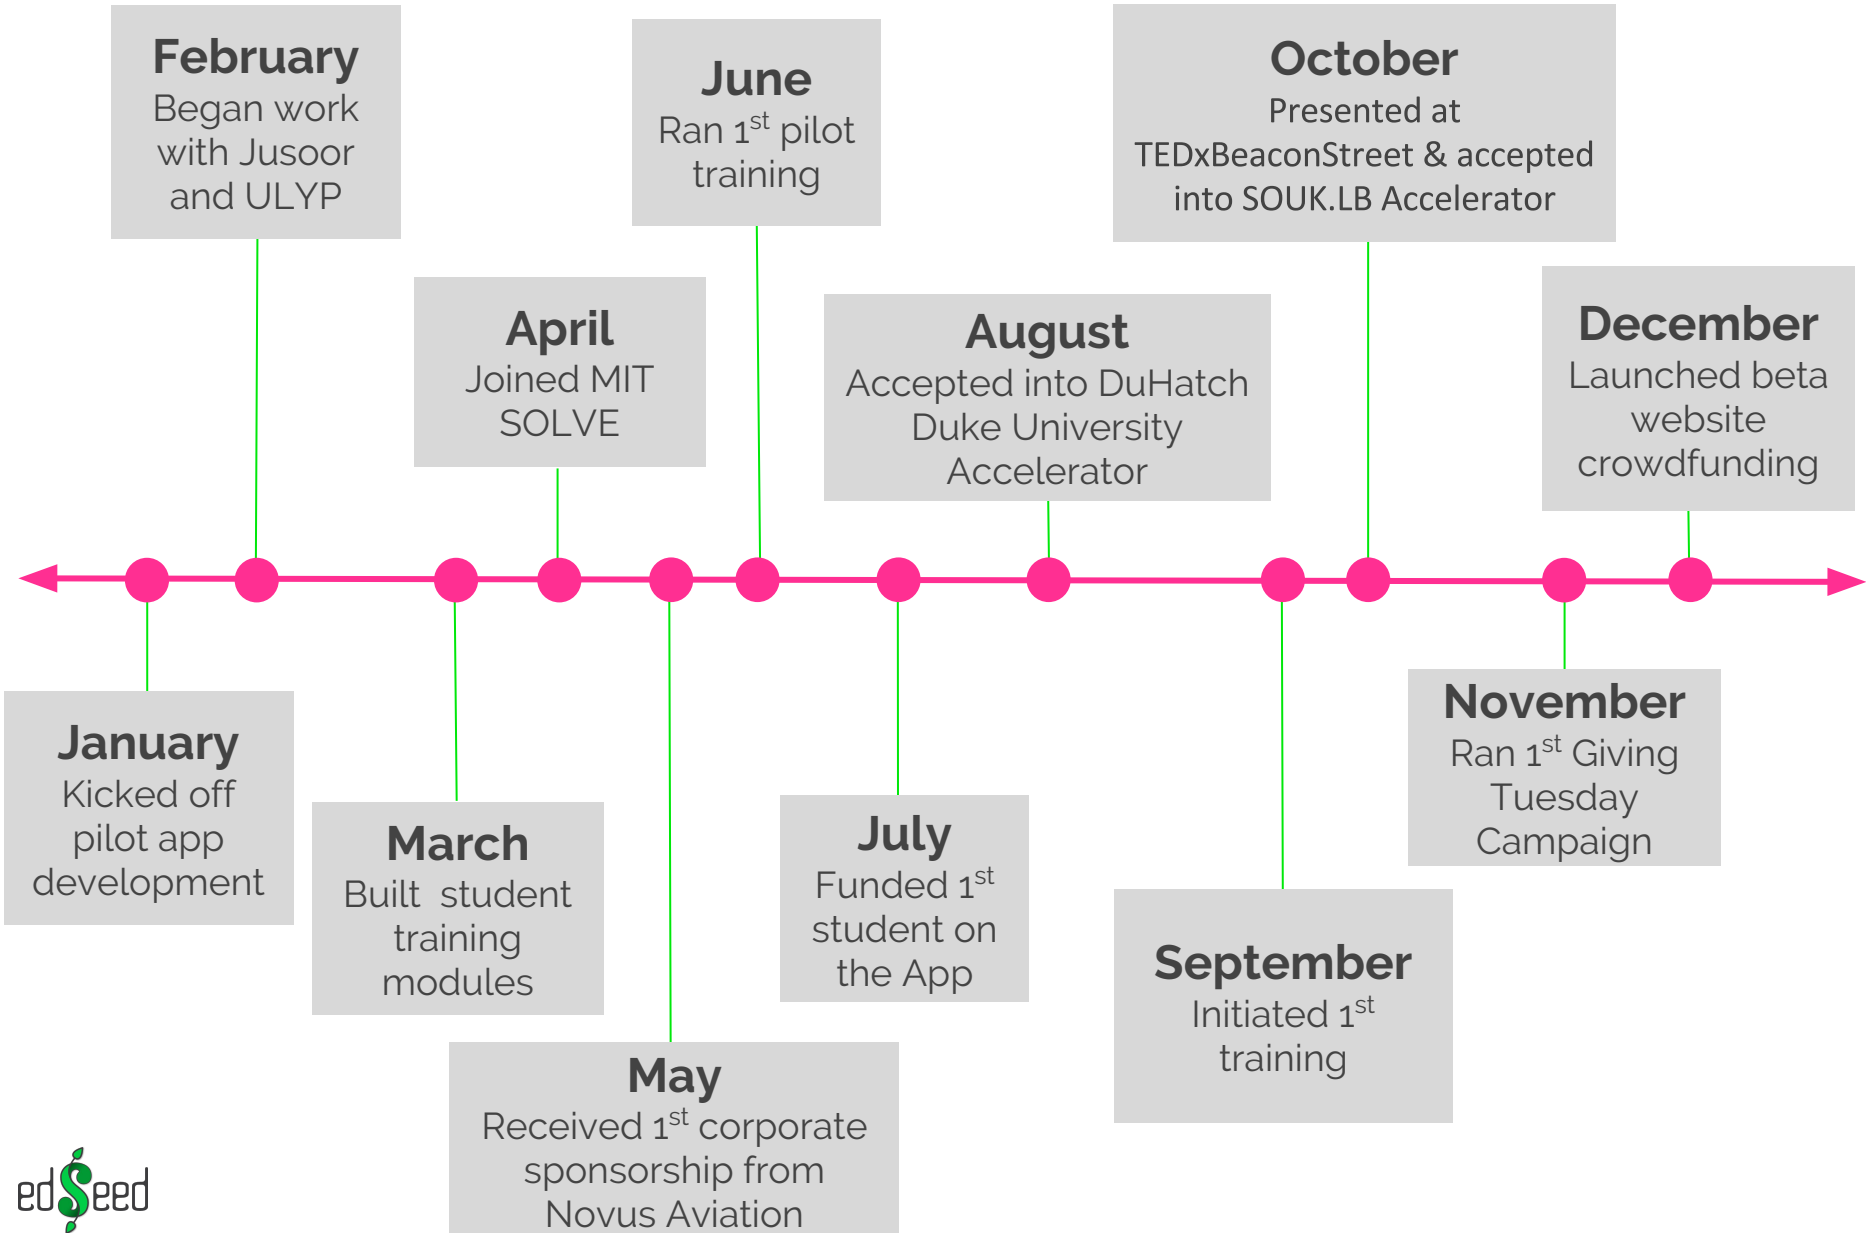 January
Kicked off
pilot app
development
February
Began work
with Jusoor
and ULYP
March
Built  student
training
modules
April
Joined MIT
SOLVE
May
Received 1st corporate
sponsorship from
Novus Aviation
June
Ran 1st pilot
training
July
Funded 1st
student on
the App
August
Accepted into DuHatch
Duke University
Accelerator
September
Initiated 1st
training
October
Presented at
TEDxBeaconStreet & accepted
into SOUK.LB Accelerator
November
Ran 1st Giving
Tuesday
Campaign
December
Launched beta
website
crowdfunding
edSeed